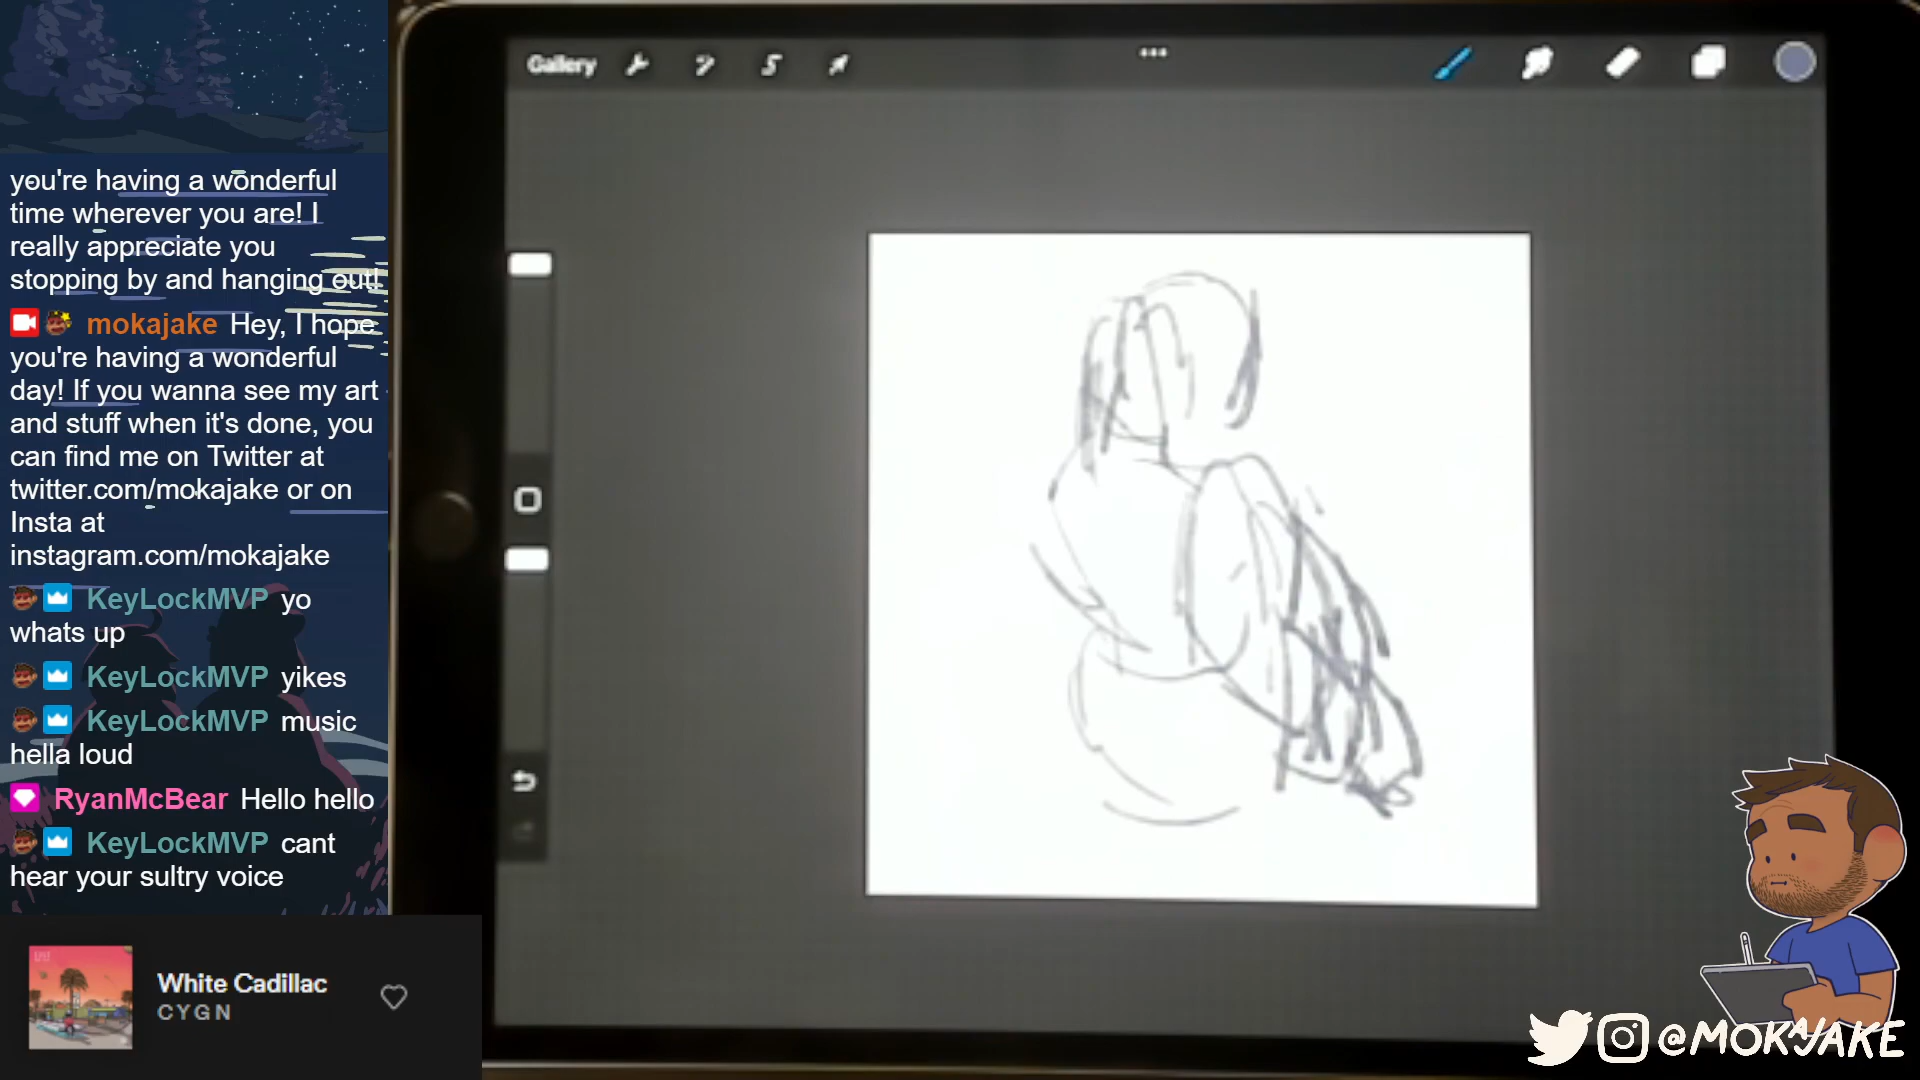 Gallery
you're having a wonderful
time wherever you are! I
really appreciate you
stopping by and hanging out!
mokajake Hey, I hope
you're having a wonderful
day! If you wanna see my art
and stuff when it's done, you
can find me on Twitter at
twitter.com/mokajake or on
Insta at
instagram.com/mokajake
KeyLockMVP yo
whats up
KeyLockMVP yikes
KeyLockMVP music
hella loud
RyanMcBear Hello hello
KeyLockMVP cant
hear your sultry voice
White Cadillac
CYGN
@MOKAJAKE